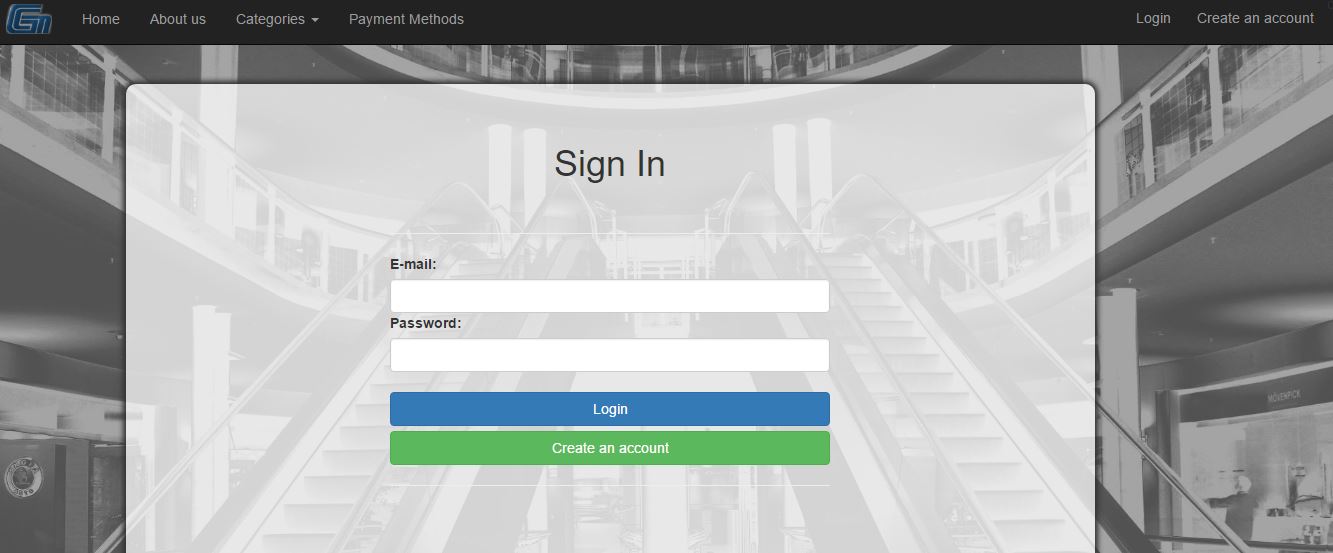 Home About us Categories Payment Methods Login Create an account
Sign In
E-mail:
Password:
Login
Create an account
MÖVENPICK